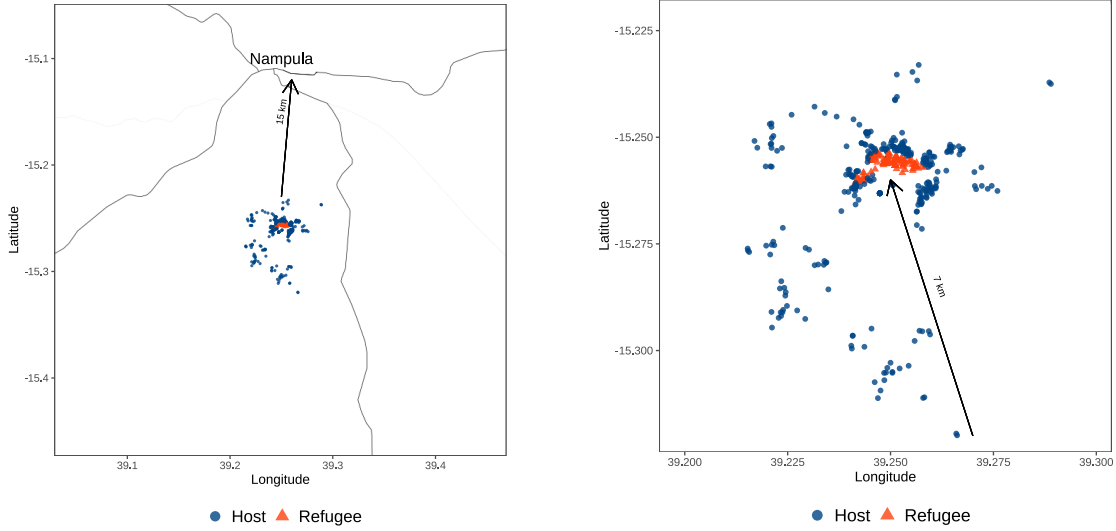 -15.1
-15.2
-15.3
-15.4
Latitude
Nampula
15 km
39.1
39.2
39.3
39.4
Longitude
Host
Refugee
-15.225
-15.250
-15.275
-15.300
Latitude
7 km
39.200
39.225
39.250
39.275
39.300
Longitude
Host
Refugee